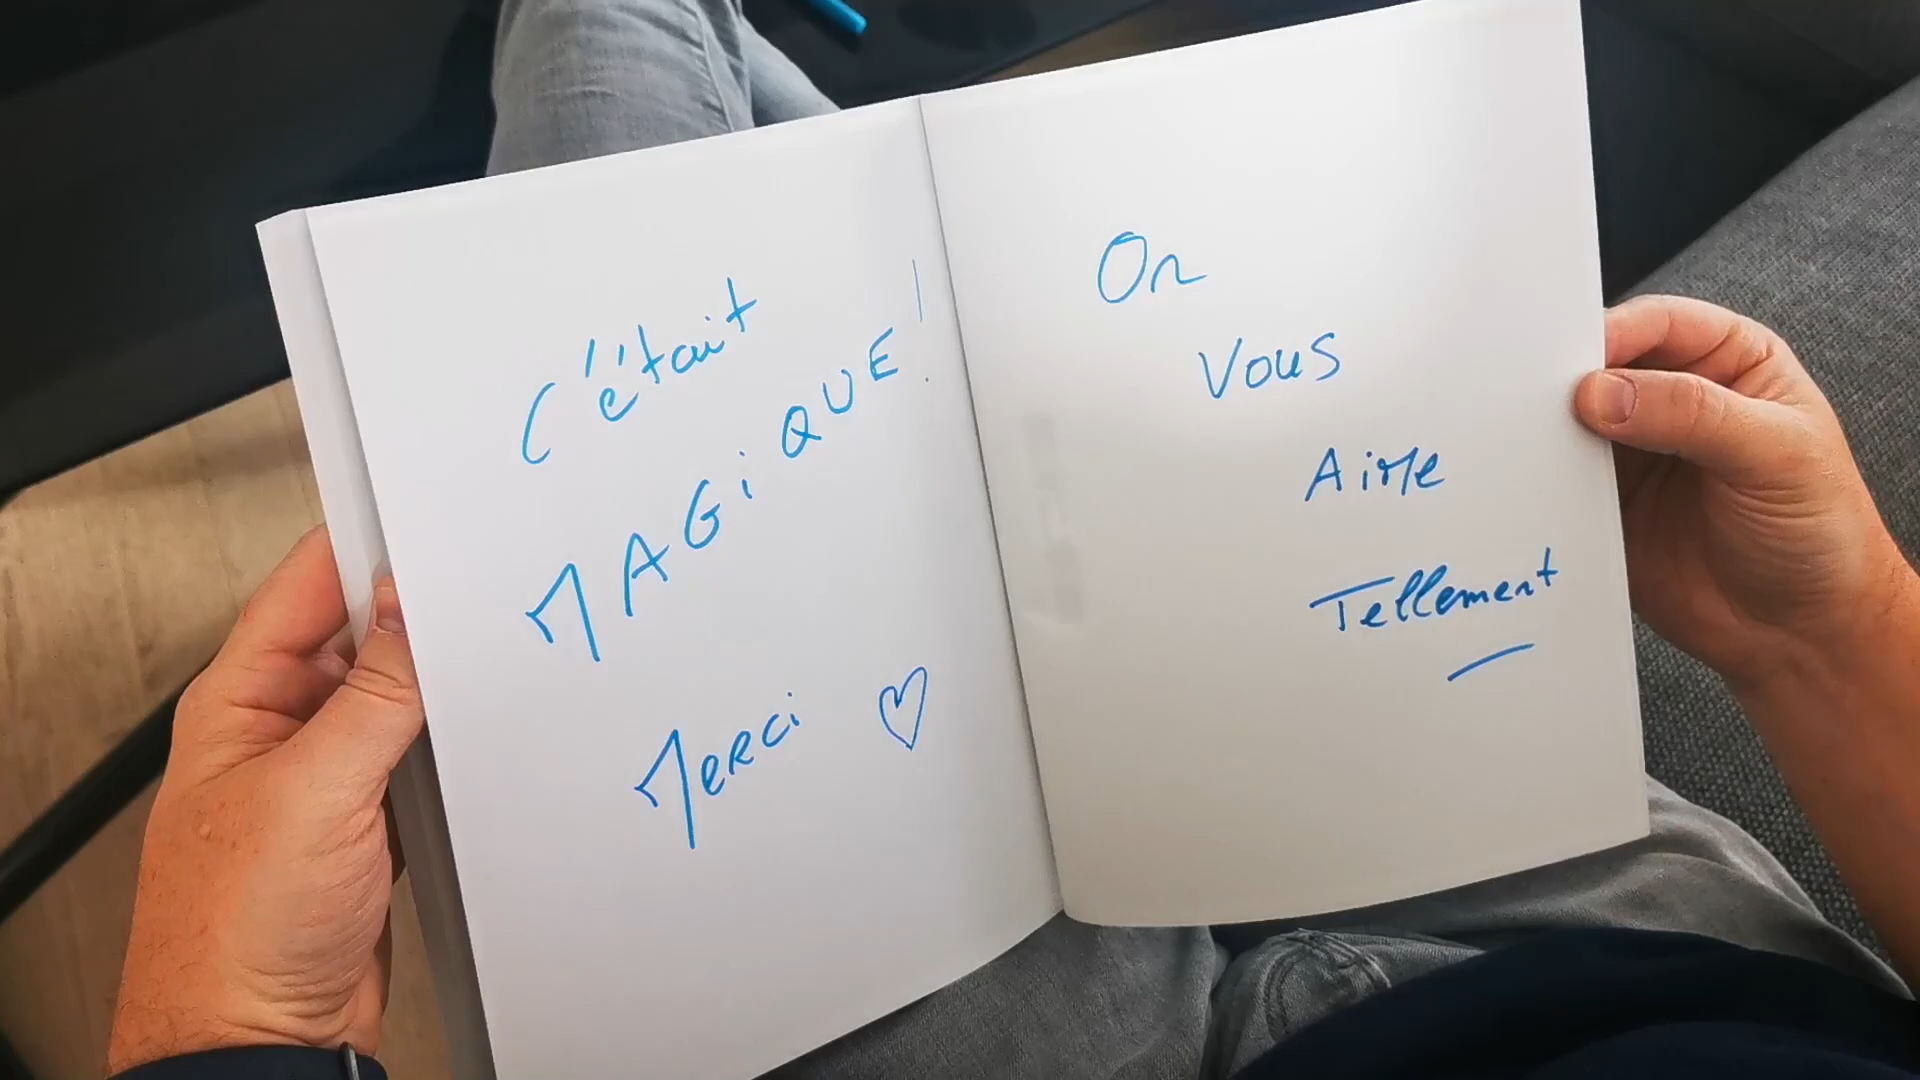 C'était
MAGiQUE!
Merci ♡
On
Vous
Aime
Tellement